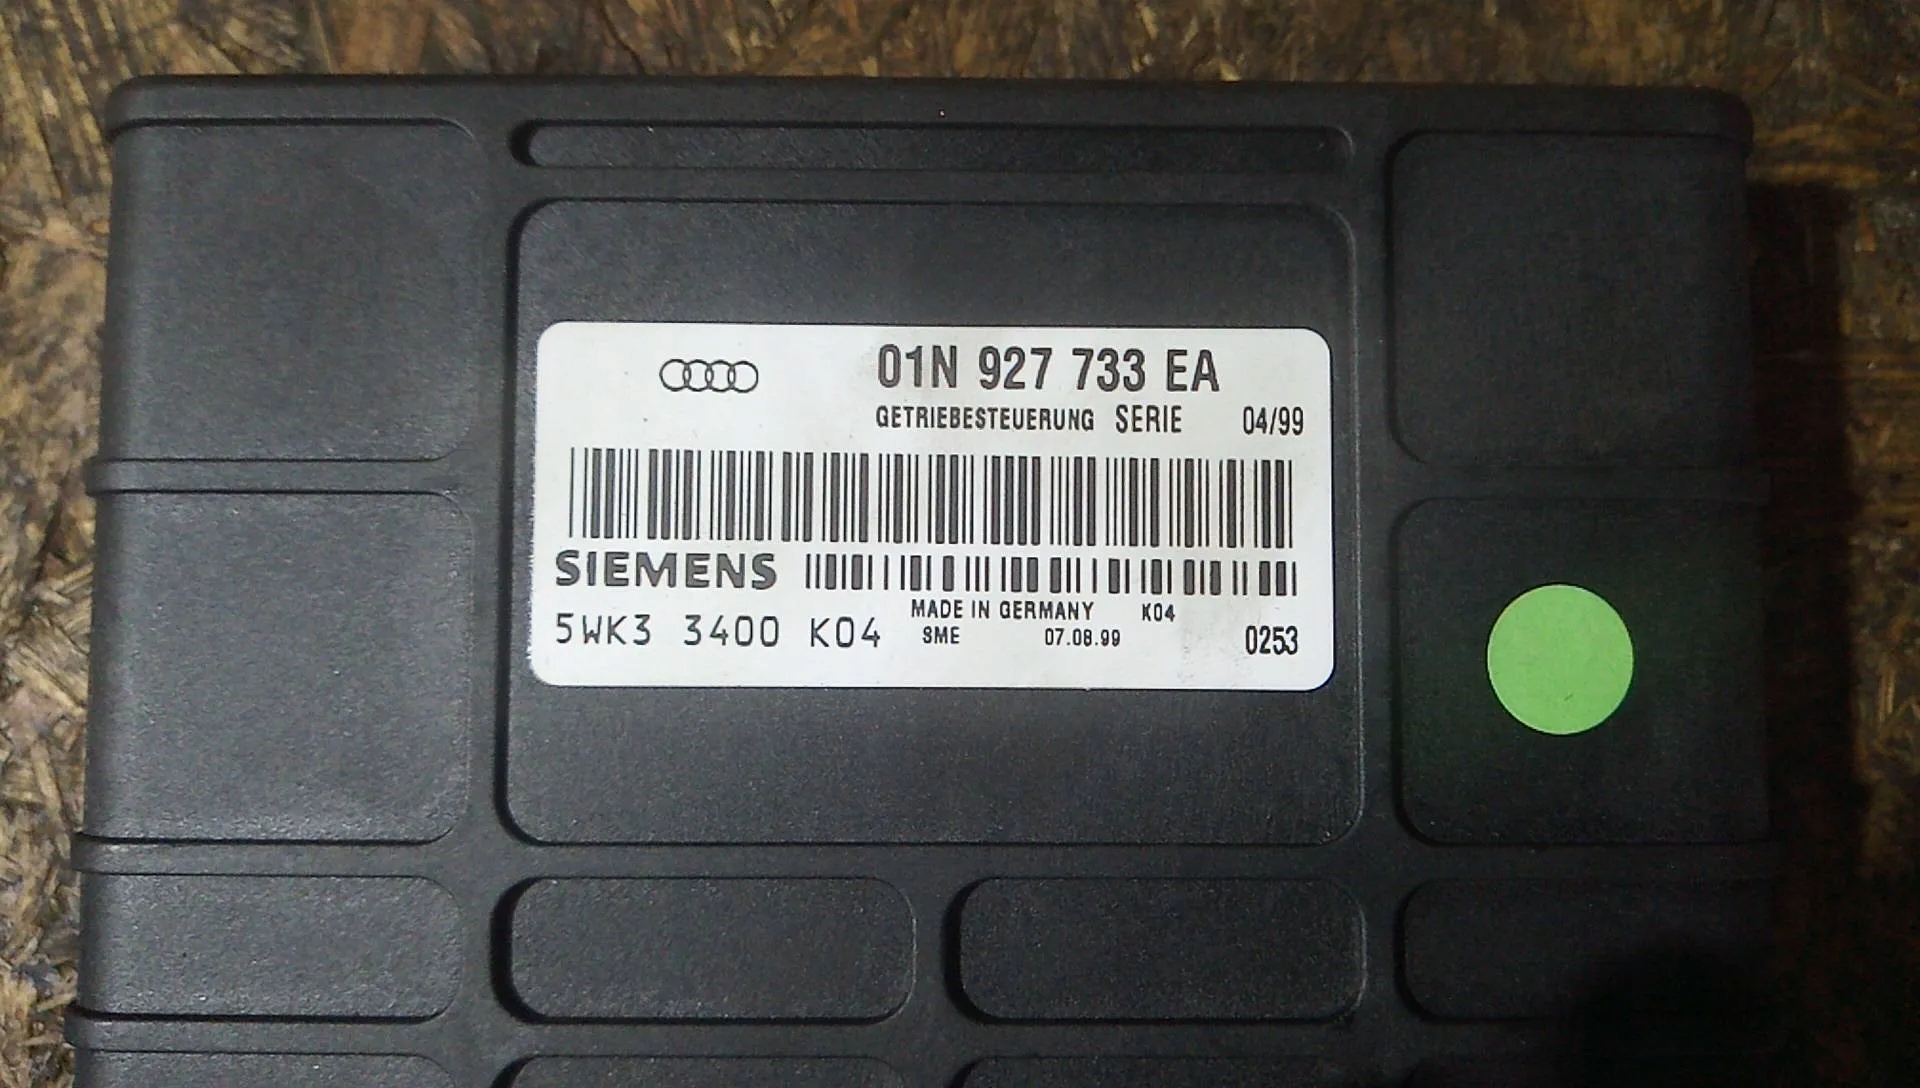 01N 927 733 EA
GETRIEBESTEUERUNG SERIE 04/99
SIEMENS
MADE IN GERMANY K04
5WK3 3400 K04 SME 07.08.99 0253